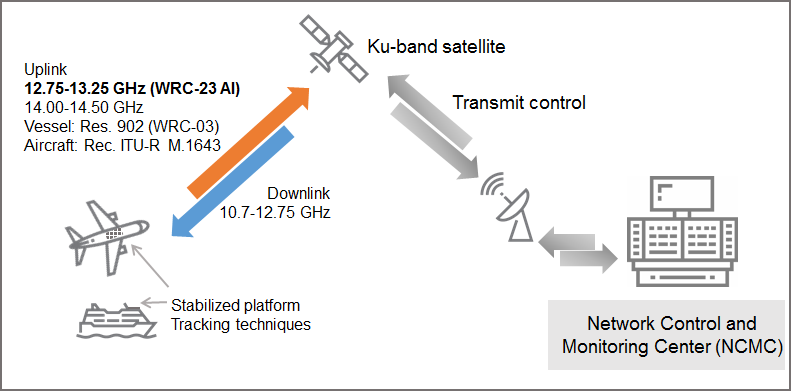 Ku-band satellite
Uplink
12.75-13.25 GHz (WRC-23 AI)
14.00-14.50 GHz
Vessel: Res. 902 (WRC-03)
Aircraft: Rec. ITU-R M.1643
Transmit control
Downlink
10.7-12.75 GHz
Stabilized platform
Tracking techniques
Network Control and
Monitoring Center (NCMC)